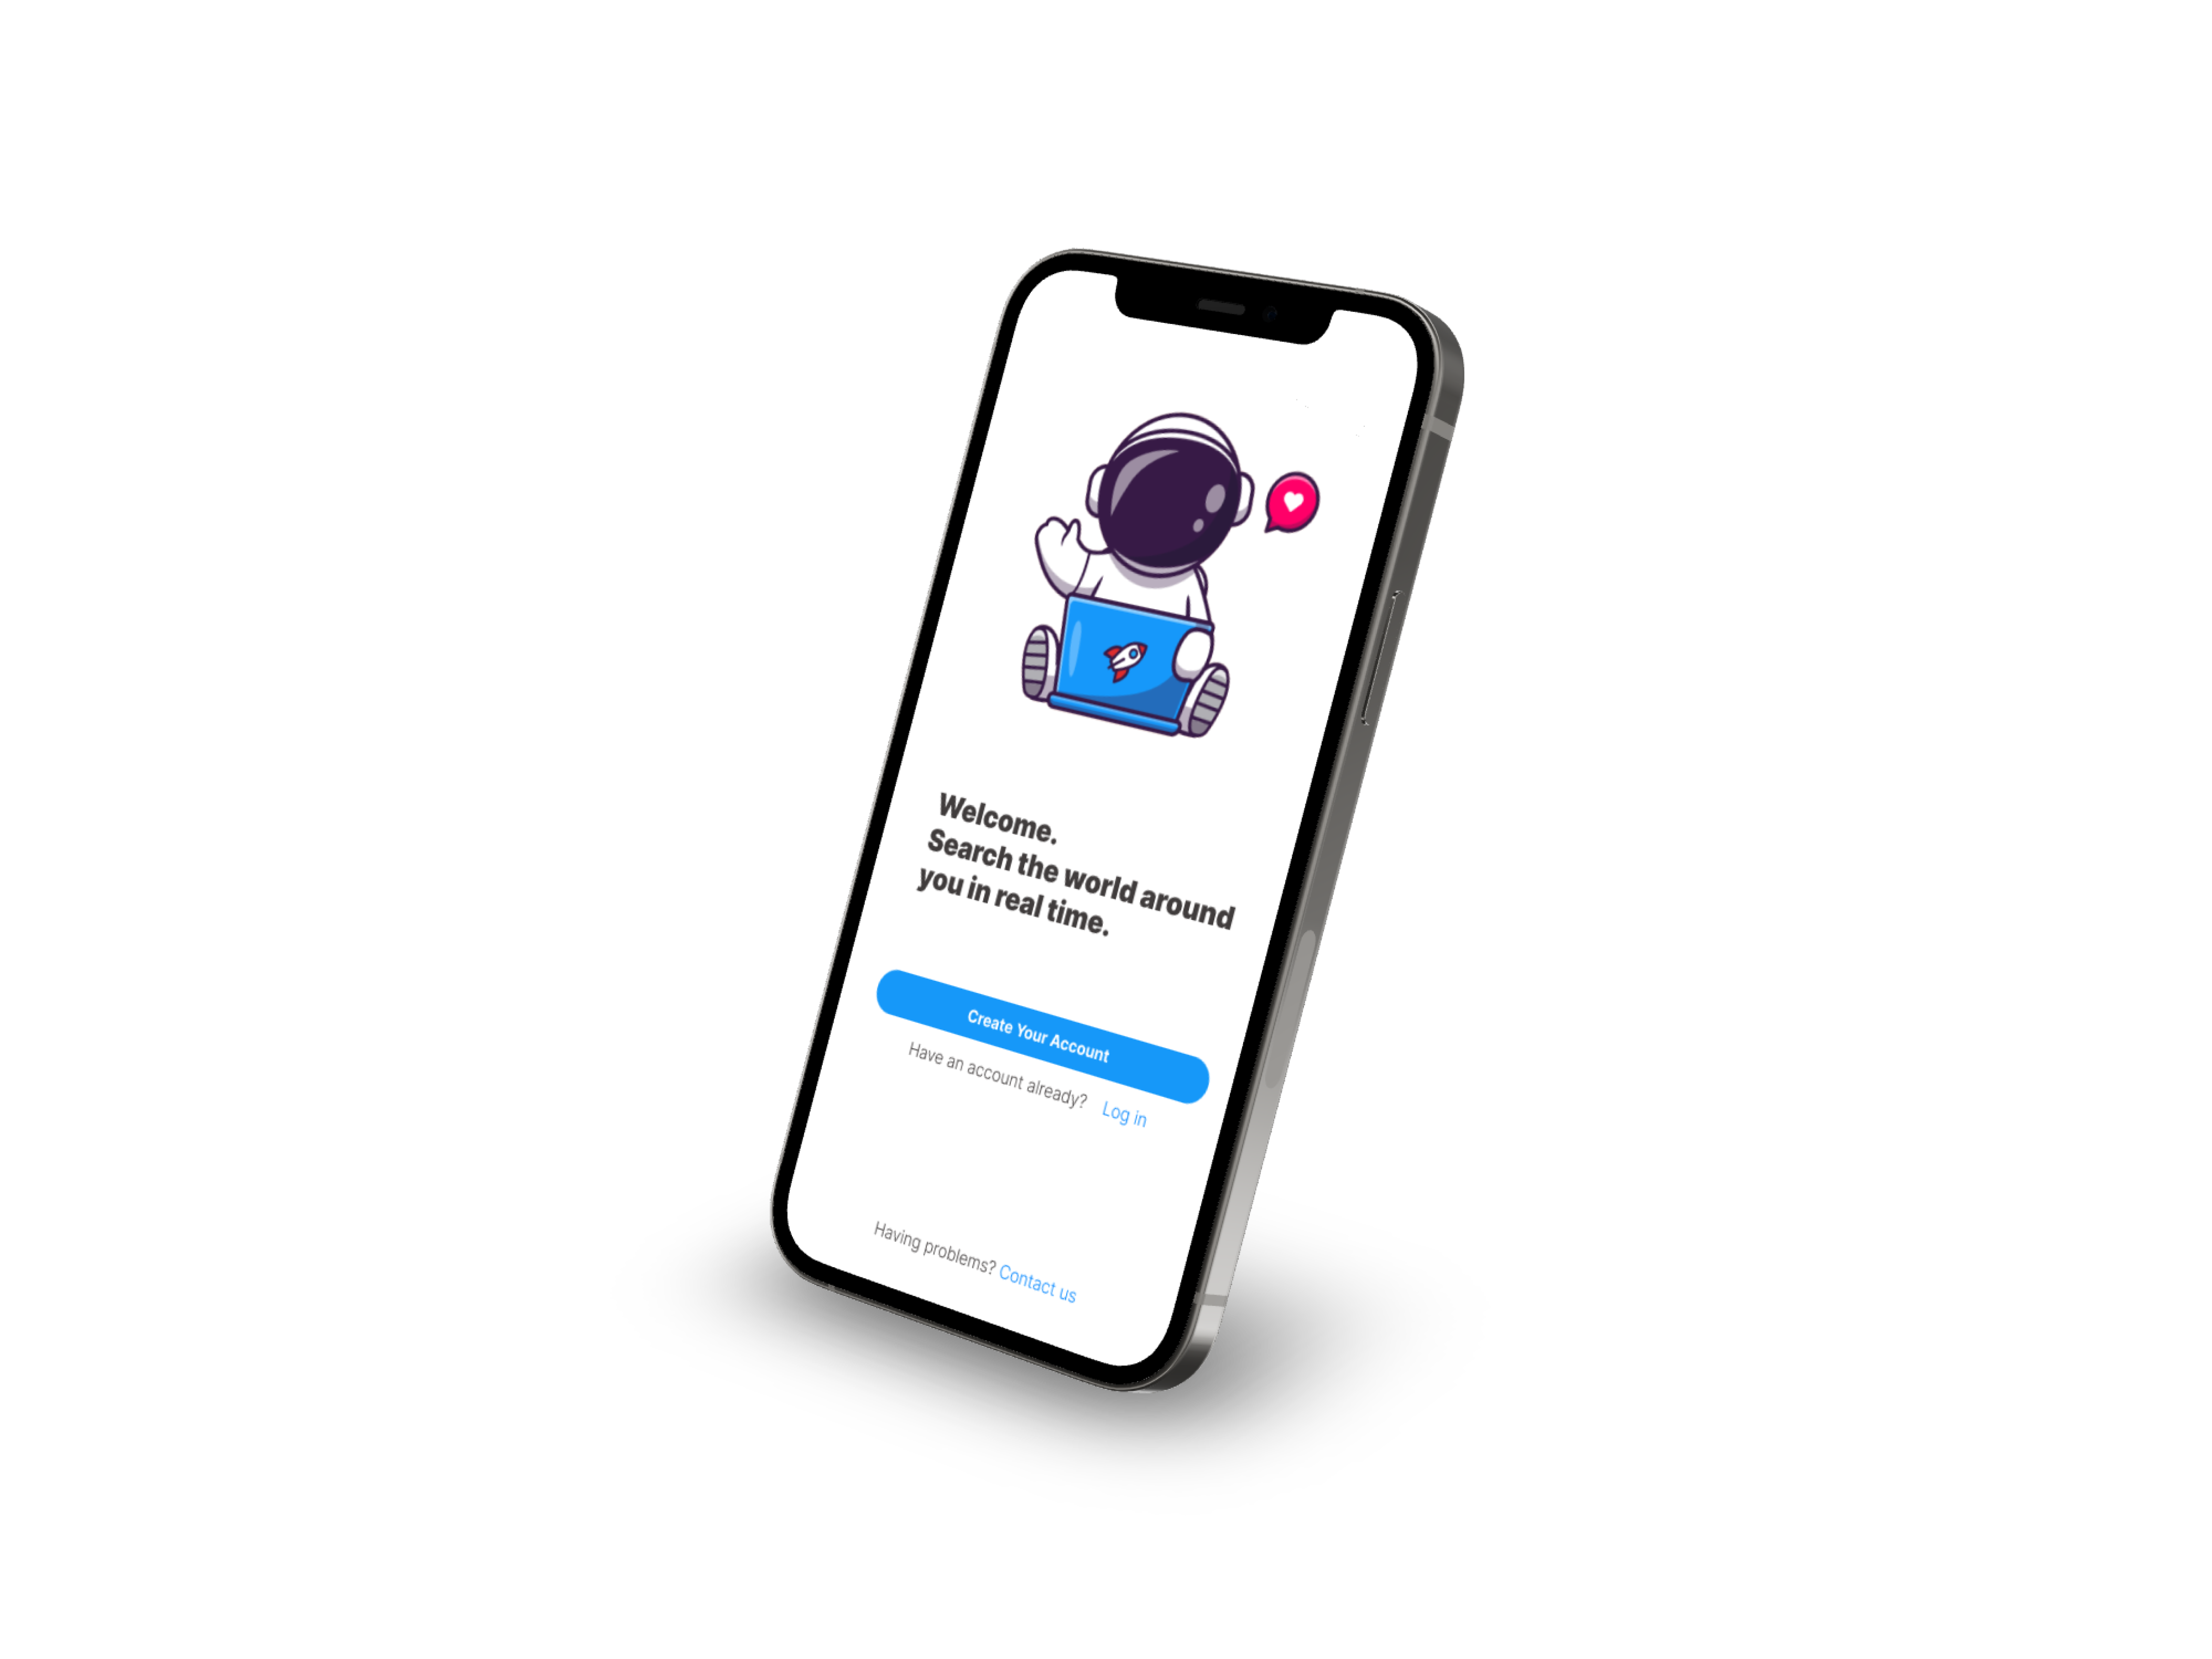 Welcome.
Search the world around
you in real time.
Create Your Account
Have an account already? Log in
Having problems? Contact us